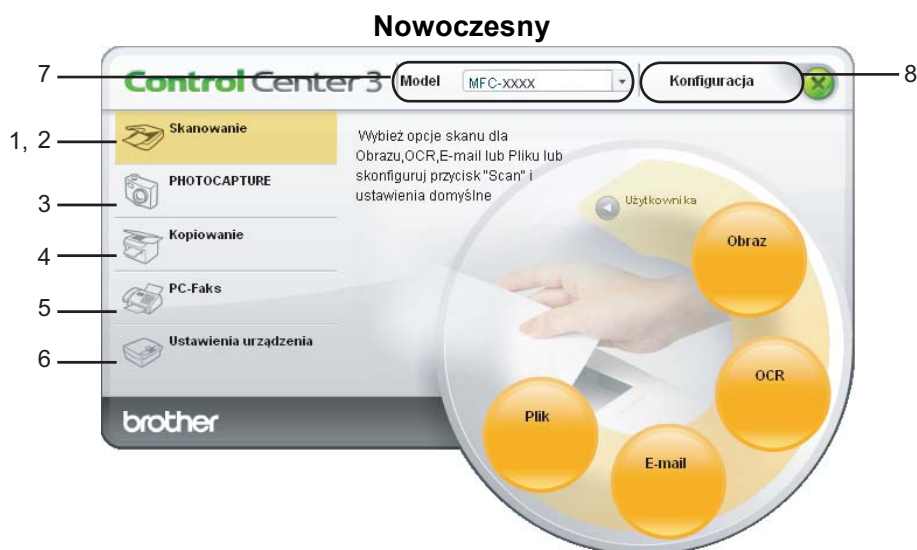 Nowoczesny
7
Control Center 3
Model
MFC-XXXX
Konfiguracja
8
1, 2
Skanowanie
3
PHOTOCAPTURE
4
Kopiowanie
5
PC-Faks
6
Ustawienia urządzenia
Wybież opcje skanu dla
Obrazu,OCR,E-mail lub Pliku lub
skonfiguruj przycisk "Scan" i
ustawienia domyślne
Użytkownika
Obraz
OCR
E-mail
Plik
brother